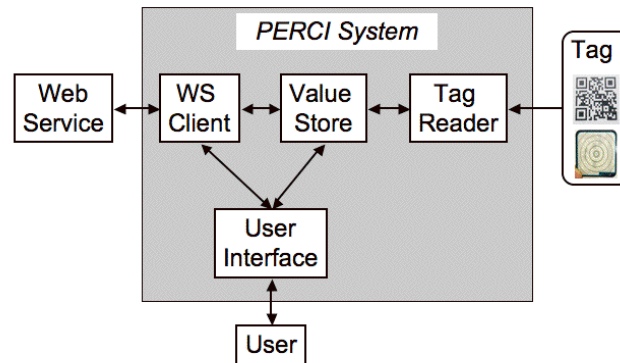 PERCI System
Tag
Web
Service
WS
Client
Value
Store
Tag
Reader
User
Interface
User